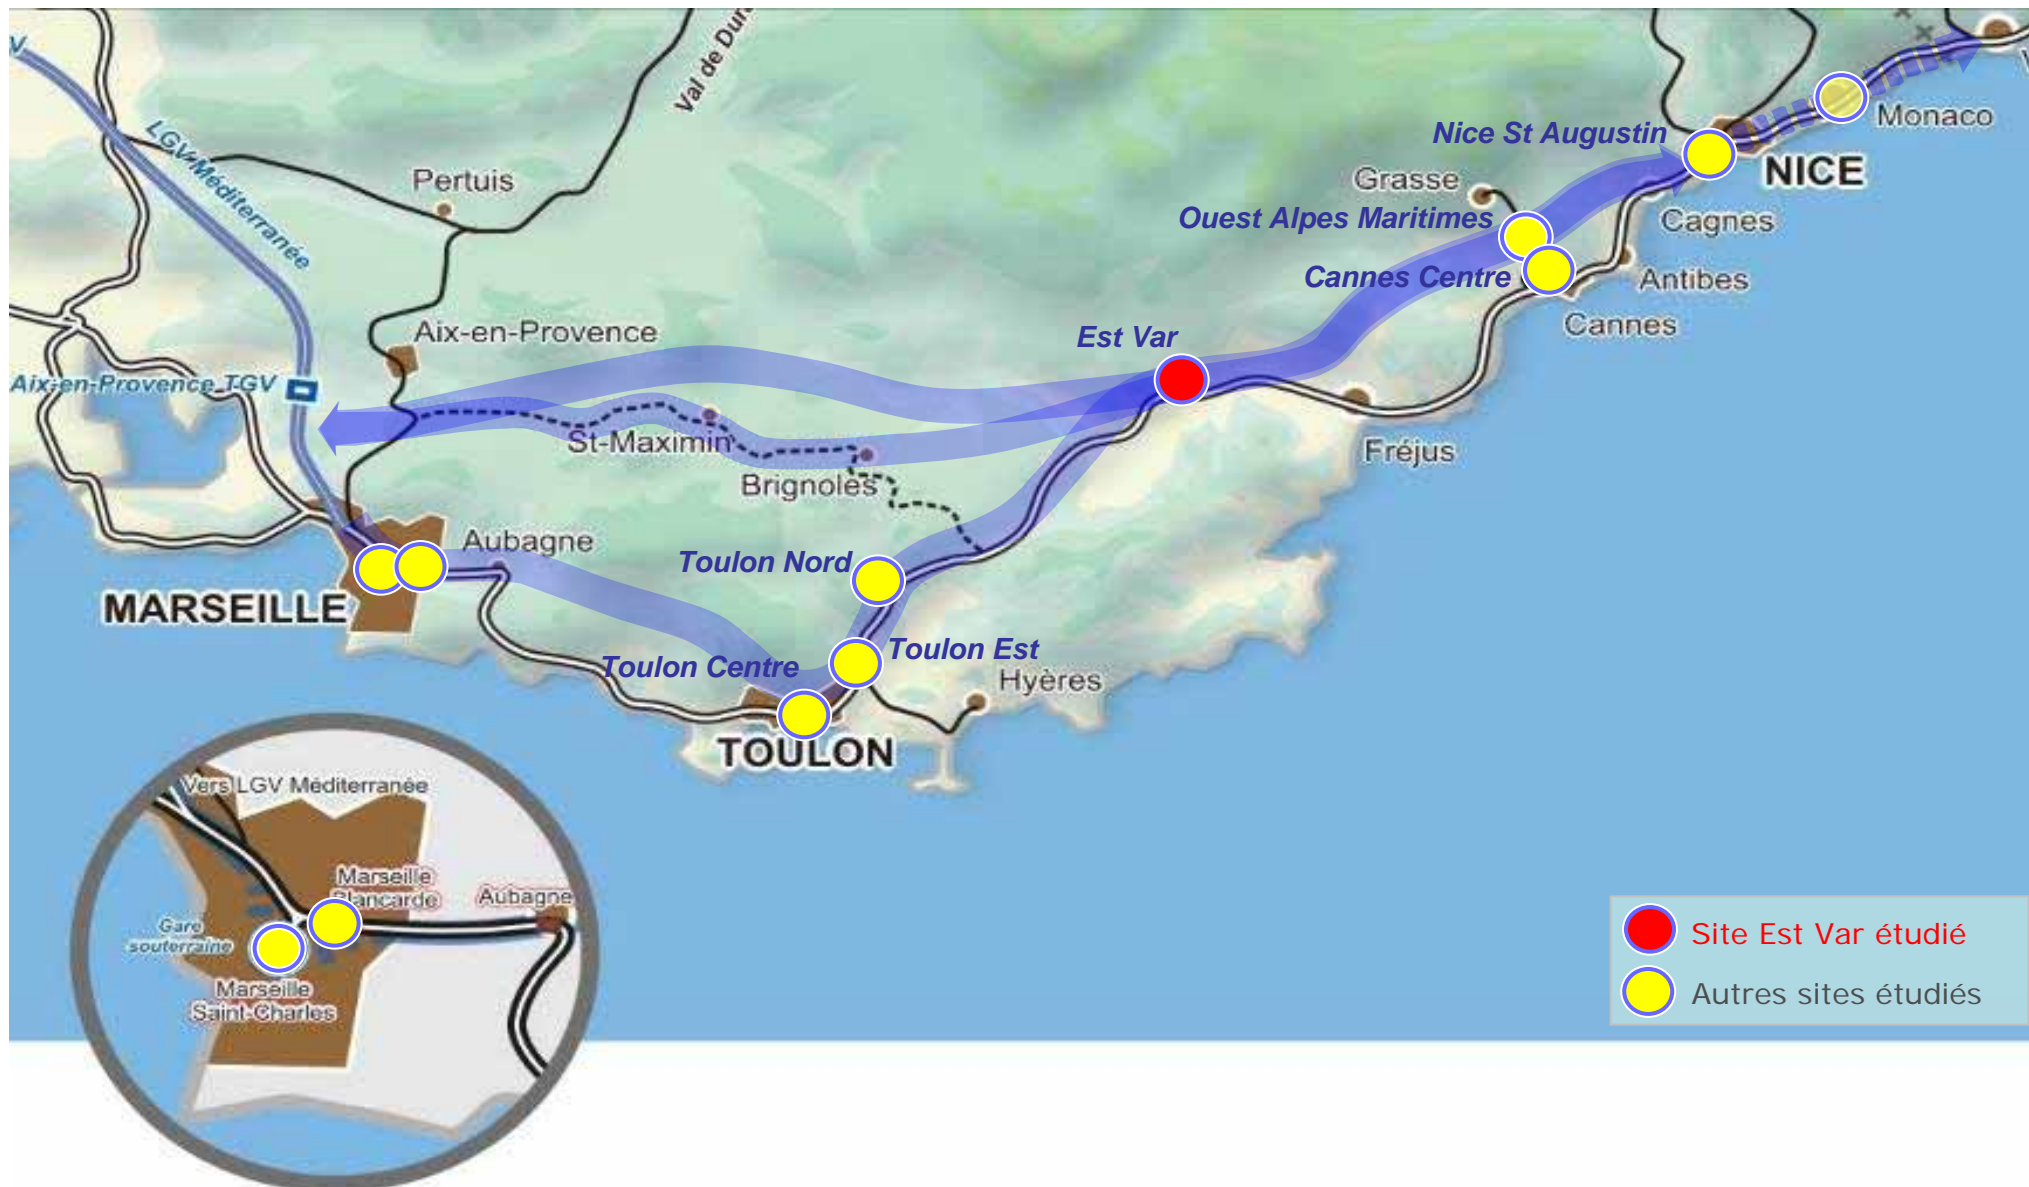 V
Val de Dura
LGV-Méditerranée
Pertuis
Nice St Augustin
Monaco
V
NICE
Grasse
Ouest Alpes Maritimes
Cagnes
Cannes Centre
Antibes
Cannes
Aix-en-Provence
Est Var
Aix-en-Provence TGV
St-Maximin
Fréjus
Brignoles
Aubagne
Toulon Nord
MARSEILLE
Toulon Est
Toulon Centre
Hyères
TOULON
Vers LGV Méditerranée
Marseille
Blancarde
Aubagne
Gare
souterraine
Marseille
Saint-Charles
Site Est Var étudié
Autres sites étudiés